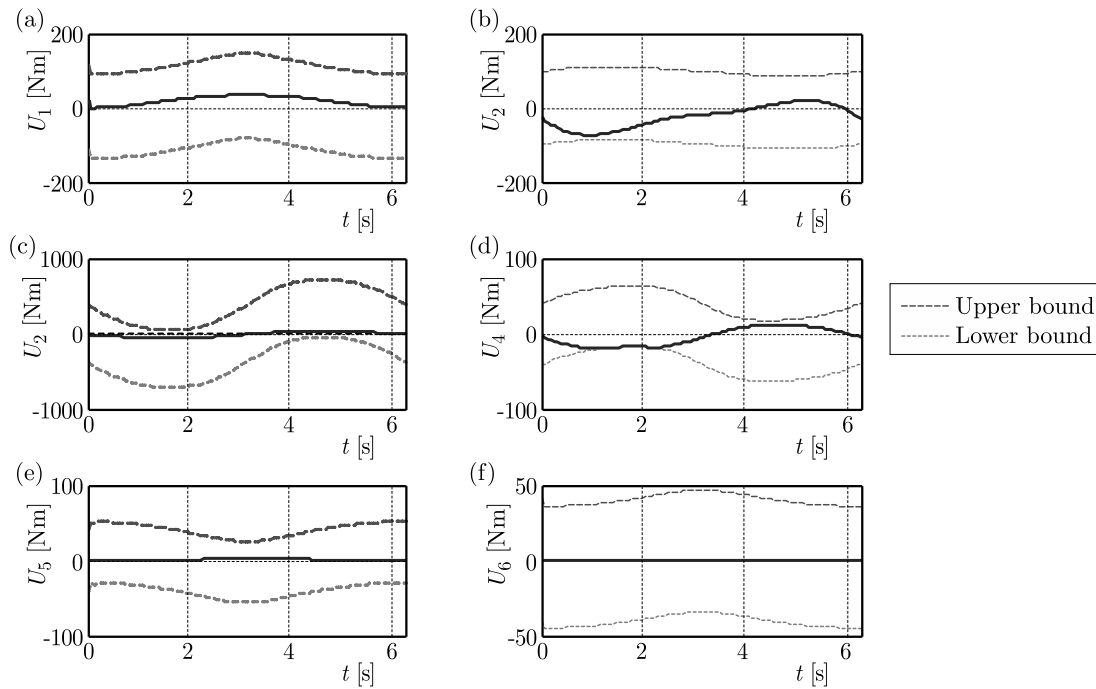 (a)
200
100
0
-200
U1 [Nm]
0 2 4 6
t [s]
(b)
200
100
0
-200
U2 [Nm]
0 2 4 6
t [s]
(c)
1000
0
-1000
U2 [Nm]
0 2 4 6
t [s]
(d)
100
0
-100
U4 [Nm]
0 2 4 6
t [s]
Upper bound
Lower bound
(e)
100
0
-100
U5 [Nm]
0 2 4 6
t [s]
(f)
50
0
-50
U6 [Nm]
0 2 4 6
t [s]